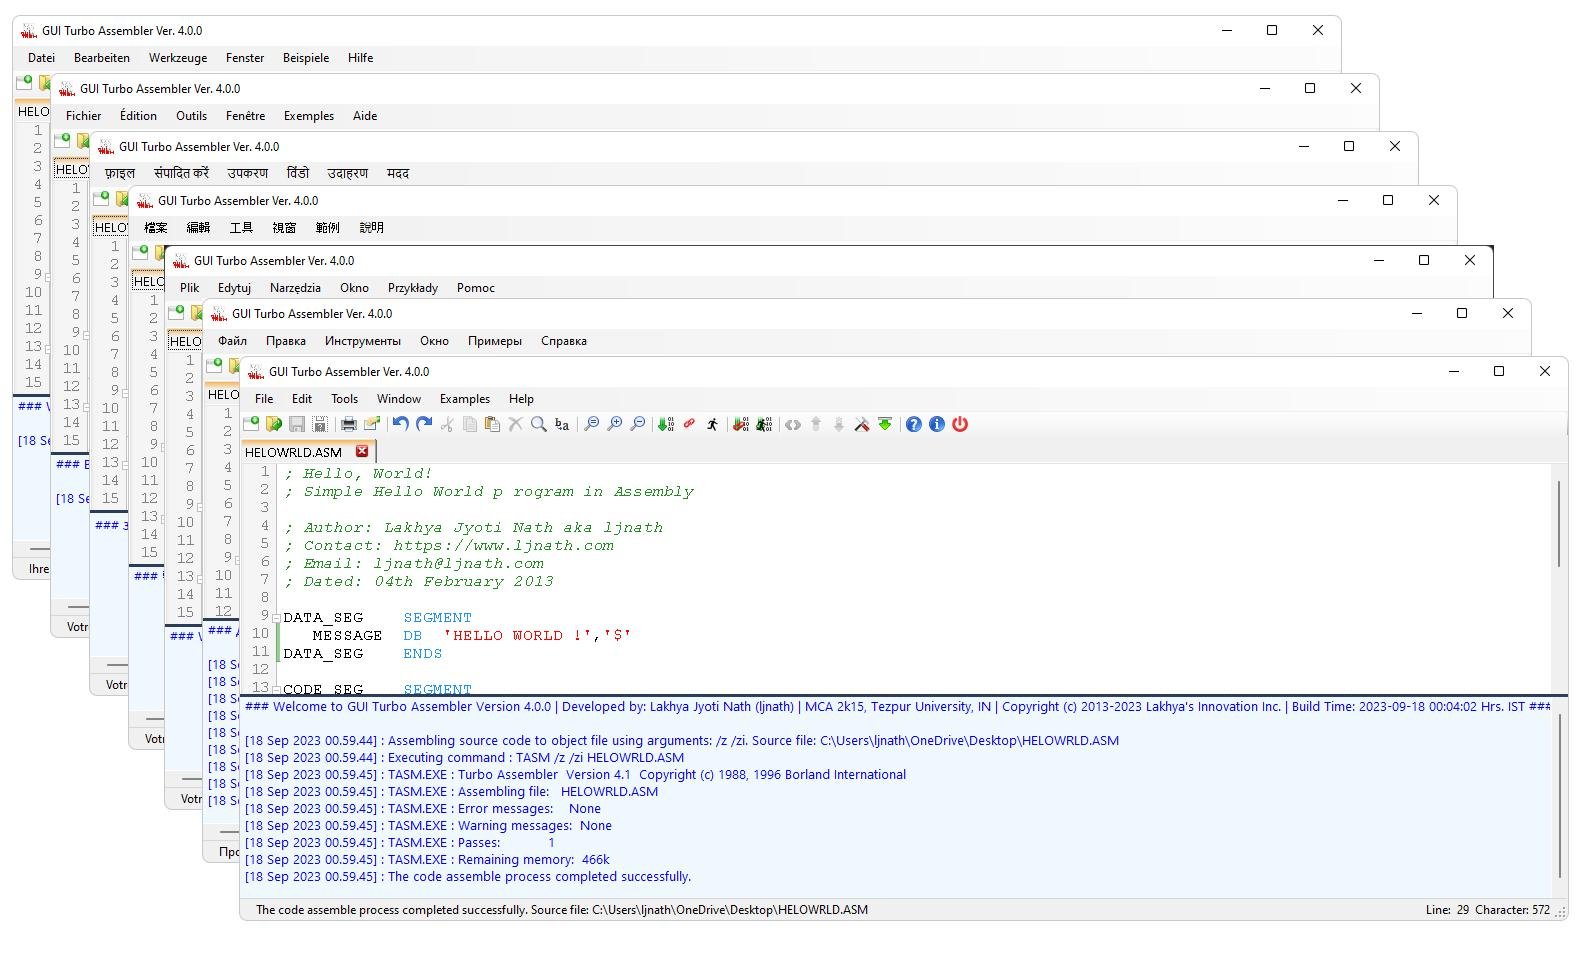 GUI Turbo Assembler Ver. 4.0.0
Datei Bearbeiten Werkzeuge Fenster Beispiele Hilfe
HELO
1
2
3
4
5
6
7
8
9
10
11
12
13
14
15
###
[18 Se
Ihre
GUI Turbo Assembler Ver. 4.0.0
Fichier Édition Outils Fenêtre Exemples Aide
HELO
1
2
3
4
5
6
7
8
9
10
11
12
13
14
15
### B
[18 Se
Votr
GUI Turbo Assembler Ver. 4.0.0
फ़ाइल संपादित करें उपकरण विंडो उदाहरण मदद
HELO
1
2
3
4
5
6
7
8
9
10
11
12
13
14
15
###
Votr
GUI Turbo Assembler Ver. 4.0.0
檔案 編輯 工具 視窗 範例 說明
HELO
1
2
3
4
5
6
7
8
9
10
11
12
13
14
15
###
Votr
GUI Turbo Assembler Ver. 4.0.0
Plik Edytuj Narzędzia Okno Przykłady Pomoc
HELO
1
2
3
4
5
6
7
8
9
10
11
12
13
14
15
###
Votr
GUI Turbo Assembler Ver. 4.0.0
Файл Правка Инструменты Окно Примеры Справка
HELO
1
2
3
4
5
6
7
8
9
10
11
12
###
[18 S
[18 S
[18 S
[18 S
[18 S
[18 S
[18 S
[18 S
[18 S
Про
GUI Turbo Assembler Ver. 4.0.0
File Edit Tools Window Examples Help
HELOWRLD.ASM
1 ; Hello, World!
2 ; Simple Hello World p rogram in Assembly
3
4 ; Author: Lakhya Jyoti Nath aka ljnath
5 ; Contact: https://www.ljnath.com
6 ; Email: ljnath@ljnath.com
7 ; Dated: 04th February 2013
8
9 DATA_SEG SEGMENT
10 MESSAGE DB 'HELLO WORLD !','$'
11 DATA_SEG ENDS
12
13 CODE_SEG SEGMENT
### Welcome to GUI Turbo Assembler Version 4.0.0 | Developed by: Lakhya Jyoti Nath (ljnath) | MCA 2k15, Tezpur University, IN | Copyright (c) 2013-2023 Lakhya's Innovation Inc. | Build Time: 2023-09-18 00:04:02 Hrs. IST ###
[18 Sep 2023 00.59.44] : Assembling source code to object file using arguments: /z /zi. Source file: C:\Users\ljnath\OneDrive\Desktop\HELOWRLD.ASM
[18 Sep 2023 00.59.44] : Executing command : TASM /z /zi HELOWRLD.ASM
[18 Sep 2023 00.59.45] : TASM.EXE : Turbo Assembler Version 4.1 Copyright (c) 1988, 1996 Borland International
[18 Sep 2023 00.59.45] : TASM.EXE : Assembling file: HELOWRLD.ASM
[18 Sep 2023 00.59.45] : TASM.EXE : Error messages: None
[18 Sep 2023 00.59.45] : TASM.EXE : Warning messages: None
[18 Sep 2023 00.59.45] : TASM.EXE : Passes: 1
[18 Sep 2023 00.59.45] : TASM.EXE : Remaining memory: 466k
[18 Sep 2023 00.59.45] : The code assemble process completed successfully.
The code assemble process completed successfully. Source file: C:\Users\ljnath\OneDrive\Desktop\HELOWRLD.ASM Line: 29 Character: 572